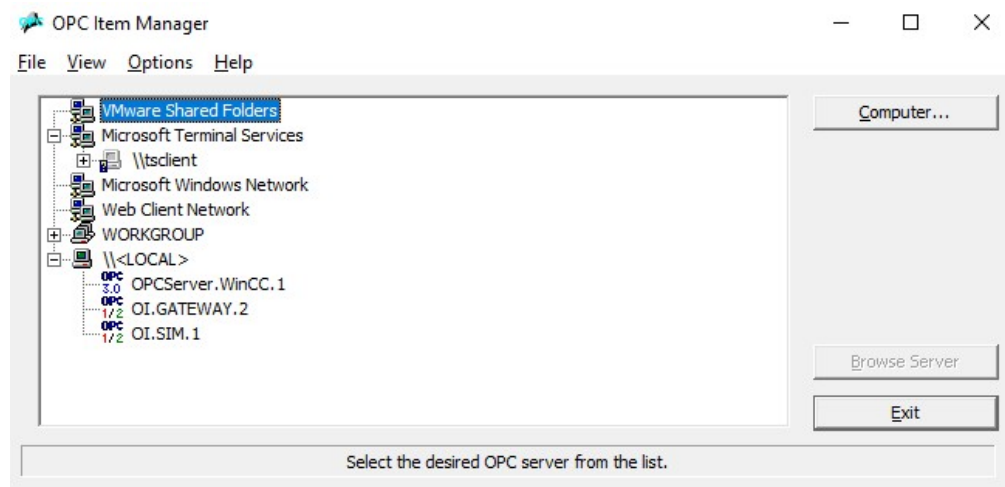 OPC Item Manager
File View Options Help
VMware Shared Folders
Computer...
Microsoft Terminal Services
\\tsclient
Microsoft Windows Network
Web Client Network
WORKGROUP
\\<LOCAL>
OPC 3.0 OPCServer.WinCC.1
OPC 1/2 OI.GATEWAY.2
OPC 1/2 OI.SIM.1
Browse Server
Exit
Select the desired OPC server from the list.